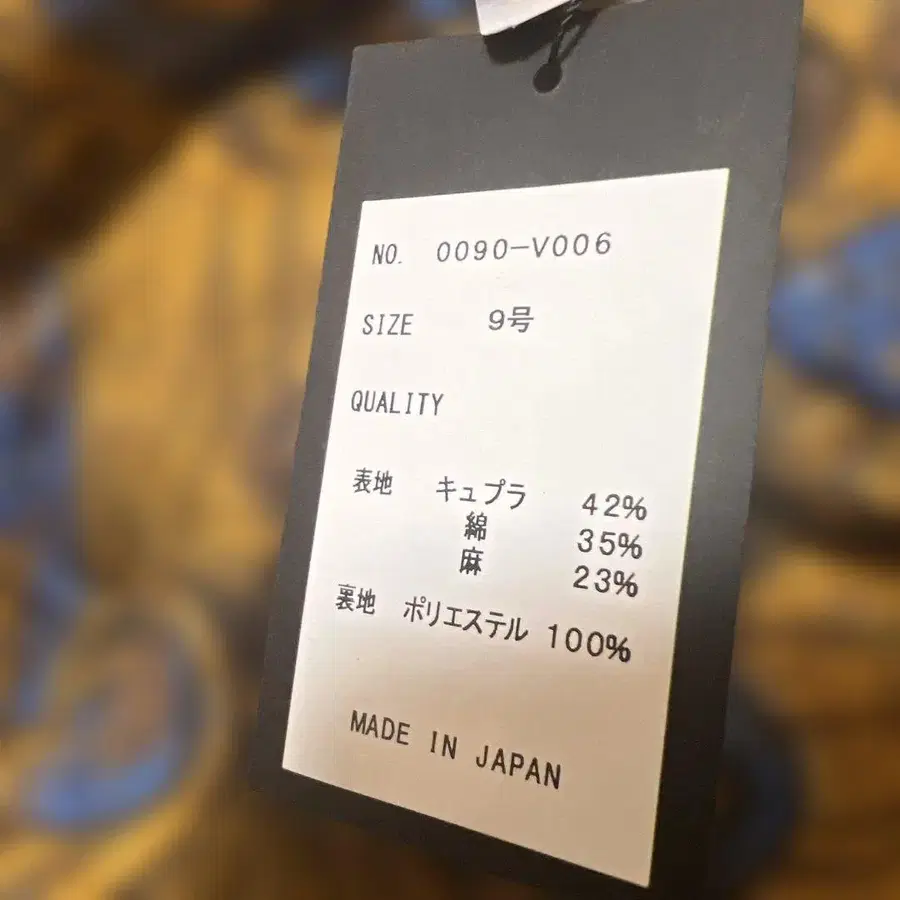 NO. 0090-V006
SIZE 9号
QUALITY
表地 キュプラ 42%
綿 35%
麻 23%
裏地 ポリエステル 100%
MADE IN JAPAN